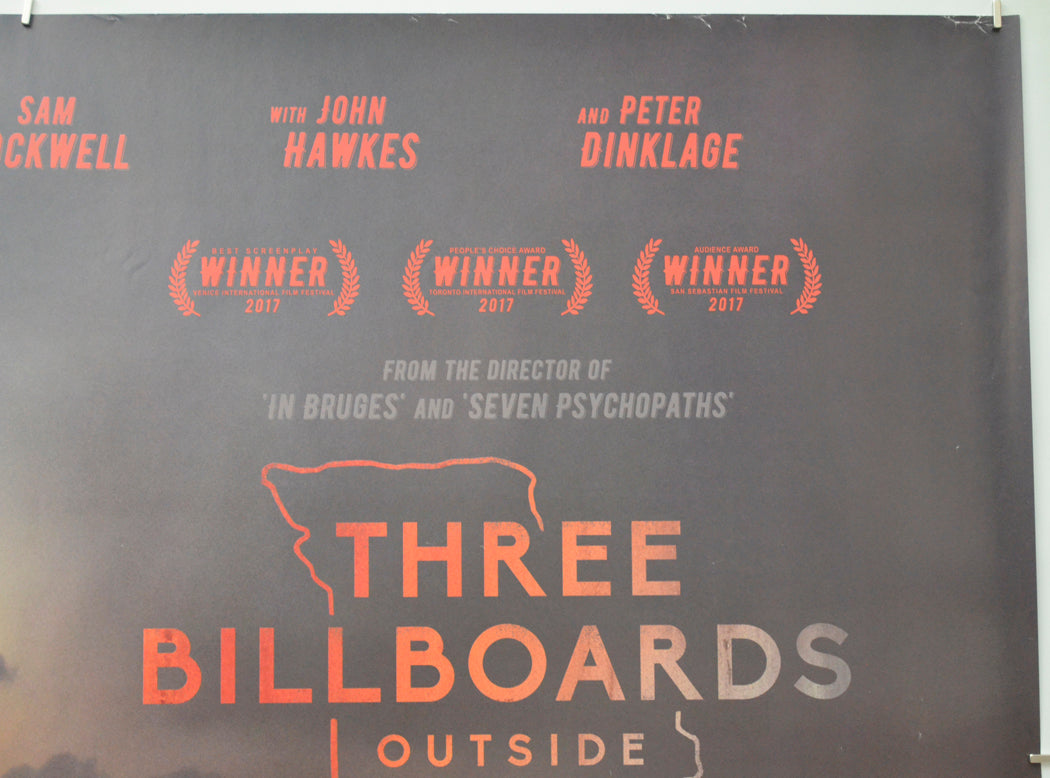 SAM
OCKWELL
WITH JOHN
HAWKES
AND PETER
DINKLAGE
BEST SCREENPLAY
WINNER
VENICE INTERNATIONAL FILM FESTIVAL
2017
PEOPLE'S CHOICE AWARD
WINNER
TORONTO INTERNATIONAL FILM FESTIVAL
2017
AUDIENCE AWARD
WINNER
SAN SEBASTIAN FILM FESTIVAL
2017
FROM THE DIRECTOR OF
'IN BRUGES' AND 'SEVEN PSYCHOPATHS'
THREE
BILLBOARDS
OUTSIDE